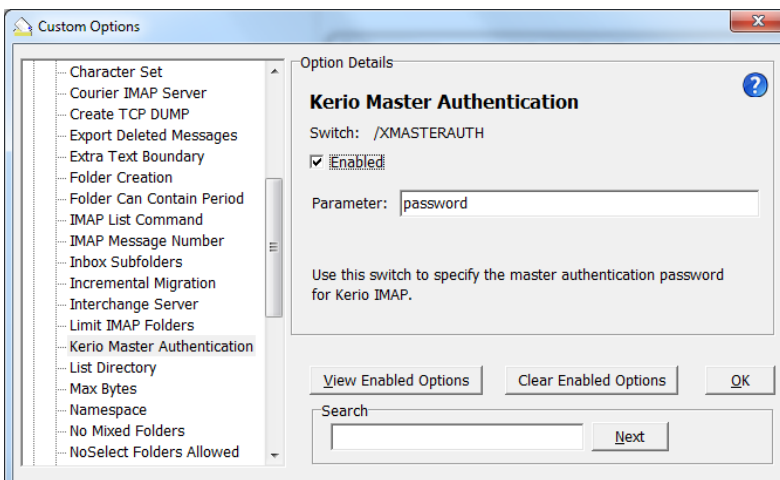 Custom Options
Character Set
Courier IMAP Server
Create TCP DUMP
Export Deleted Messages
Extra Text Boundary
Folder Creation
Folder Can Contain Period
IMAP List Command
IMAP Message Number
Inbox Subfolders
Incremental Migration
Interchange Server
Limit IMAP Folders
Kerio Master Authentication
List Directory
Max Bytes
Namespace
No Mixed Folders
NoSelect Folders Allowed
Option Details
Kerio Master Authentication
Switch: /XMASTERAUTH
Enabled
Parameter: password
Use this switch to specify the master authentication password
for Kerio IMAP.
View Enabled Options Clear Enabled Options OK
Search
Next